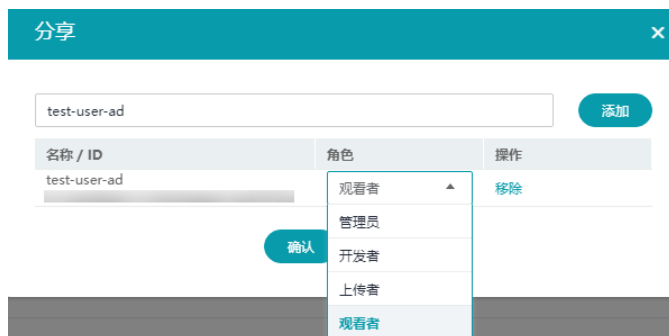 分享 ×
test-user-ad 添加
名称 / ID 角色 操作
test-user-ad 观看者 移除
管理员
确认
开发者
上传者
观看者